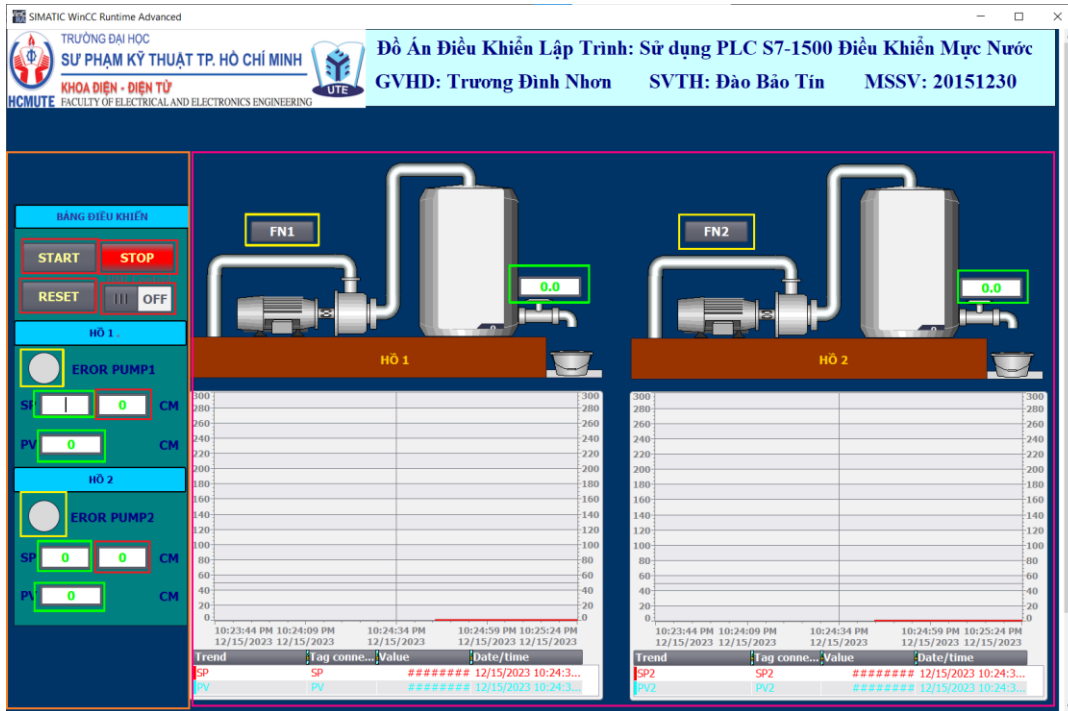 SIMATIC WinCC Runtime Advanced
TRƯỜNG ĐẠI HỌC
SƯ PHẠM KỸ THUẬT TP. HỒ CHÍ MINH
KHOA ĐIỆN - ĐIỆN TỬ
HCMUTE FACULTY OF ELECTRICAL AND ELECTRONICS ENGINEERING
UTE
Đồ Án Điều Khiển Lập Trình: Sử dụng PLC S7-1500 Điều Khiển Mực Nước
GVHD: Trương Đình Nhơn SVTH: Đào Bảo Tín MSSV: 20151230
BẢNG ĐIỀU KHIỂN
START STOP
RESET OFF
HỒ 1 .
EROR PUMP1
SP 0 CM
PV 0 CM
HỒ 2
EROR PUMP2
SP 0 0 CM
PV 0 CM
FN1
0.0
0
HỒ 1
300 300
280 280
260 260
240 240
220 220
200 200
180 180
160 160
140 140
120 120
100 100
80 80
60 60
40 40
20 20
0 0
10:23:44 PM 10:24:09 PM 10:24:34 PM 10:24:59 PM 10:25:24 PM
12/15/2023 12/15/2023 12/15/2023 12/15/2023 12/15/2023
Trend Tag conne... Value Date/time
SP SP ######## 12/15/2023 10:24:3...
PV PV ######## 12/15/2023 10:24:3...
FN2
0.0
0
HỒ 2
300 300
280 280
260 260
240 240
220 220
200 200
180 180
160 160
140 140
120 120
100 100
80 80
60 60
40 40
20 20
0 0
10:23:44 PM 10:24:09 PM 10:24:34 PM 10:24:59 PM 10:25:24 PM
12/15/2023 12/15/2023 12/15/2023 12/15/2023 12/15/2023
Trend Tag conne... Value Date/time
SP2 SP2 ######## 12/15/2023 10:24:3...
PV2 PV2 ######## 12/15/2023 10:24:3...